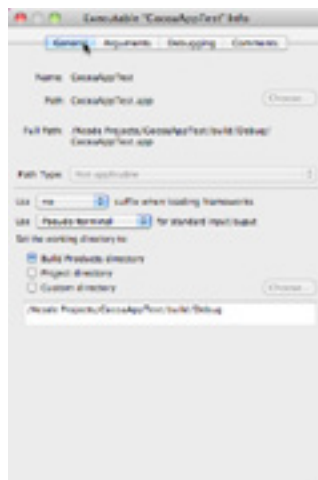 Executable "CocoaAppTest" Info
General Arguments Debugging Comments
Name: CocoaAppTest
Path: CocoaAppTest.app Choose...
Full Path: /Xcode Projects/CocoaAppTest/build/Debug/
CocoaAppTest.app
Path Type: Not applicable
Use no suffix when loading frameworks
Use Pseudo terminal for standard input/ouput
Set the working directory to:
Build Products directory
Project directory
Custom directory Choose...
/Xcode Projects/CocoaAppTest/build/Debug